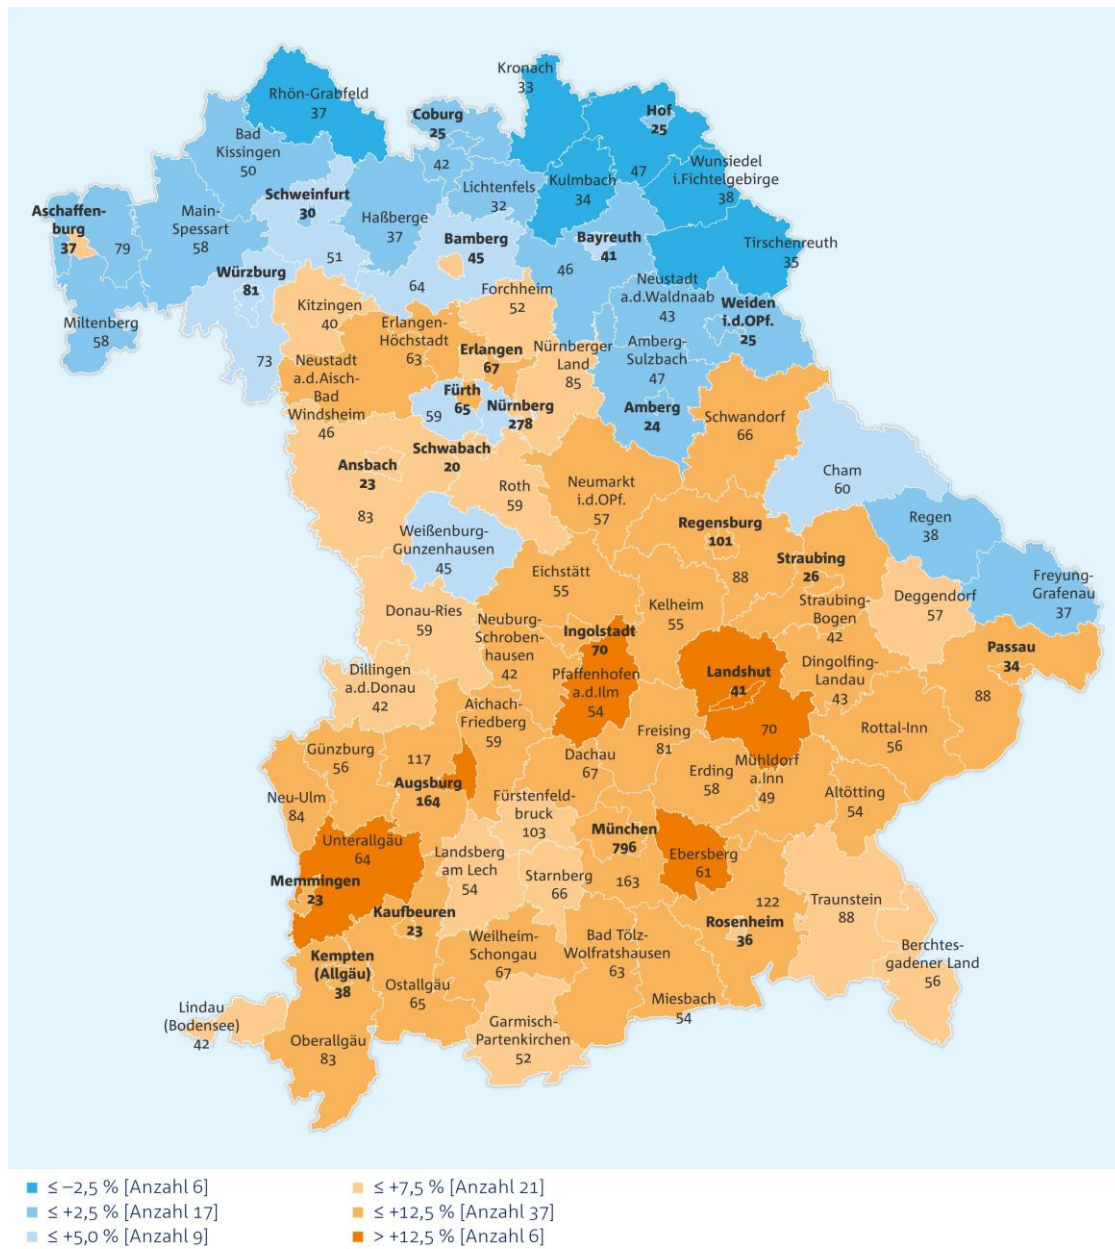 Kronach
33
Rhön-Grabfeld
37
Coburg
25
Hof
25
Bad
Kissingen
50
42
47
Wunsiedel
i.Fichtelgebirge
38
Kulmbach
34
Lichtenfels
32
Schweinfurt
30
Haßberge
37
Aschaffen-
burg
37
79
Main-
Spessart
58
Bamberg
45
Bayreuth
41
Tirschenreuth
35
51
46
Würzburg
81
64
Neustadt
a.d.Waldnaab
43
Weiden
i.d.OPf.
25
Forchheim
52
Kitzingen
40
Miltenberg
58
Erlangen-
Höchstadt
63
Erlangen
67
Nürnberger
Land
85
Amberg-
Sulzbach
47
73
Neustadt
a.d.Aisch-
Bad
Windsheim
46
Fürth
65
59
Nürnberg
278
Amberg
24
Schwandorf
66
Schwabach
20
Ansbach
23
83
Roth
59
Neumarkt
i.d.OPf.
57
Cham
60
Weißenburg-
Gunzenhausen
45
Regensburg
101
88
Regen
38
Straubing
26
Freyung-
Grafenau
37
Eichstätt
55
Deggendorf
57
Straubing-
Bogen
42
Kelheim
55
Donau-Ries
59
Neuburg-
Schroben-
hausen
42
Ingolstadt
70
Passau
34
88
Pfaffenhofen
a.d.Ilm
54
Landshut
41
70
Dingolfing-
Landau
43
Dillingen
a.d.Donau
42
Aichach-
Friedberg
59
Freising
81
Rottal-Inn
56
Günzburg
56
117
Augsburg
164
Dachau
67
Erding
58
Mühldorf
a.Inn
49
Altötting
54
Neu-Ulm
84
Fürstenfeld-
bruck
103
München
796
163
Ebersberg
61
Unterallgäu
64
Landsberg
am Lech
54
Starnberg
66
Memmingen
23
122
Traunstein
88
Kaufbeuren
23
Rosenheim
36
Weilheim-
Schongau
67
Bad Tölz-
Wolfratshausen
63
Berchtes-
gadener Land
56
Kempten
(Allgäu)
38
Ostallgäu
65
Miesbach
54
Lindau
(Bodensee)
42
Oberallgäu
83
Garmisch-
Partenkirchen
52
≤ –2,5 % [Anzahl 6]
≤ +2,5 % [Anzahl 17]
≤ +5,0 % [Anzahl 9]
≤ +7,5 % [Anzahl 21]
≤ +12,5 % [Anzahl 37]
> +12,5 % [Anzahl 6]